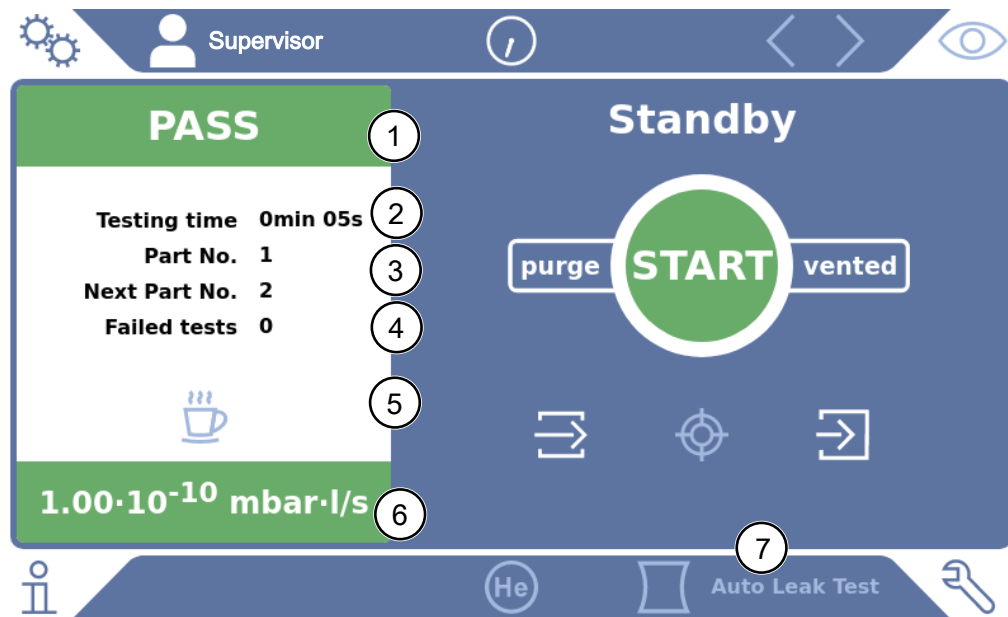 Supervisor
PASS
1
Testing time 0min 05s
2
Part No. 1
3
Next Part No. 2
Failed tests 0
4
5
1.00·10⁻¹⁰ mbar·l/s
6
Standby
purge START vented
7
He Auto Leak Test